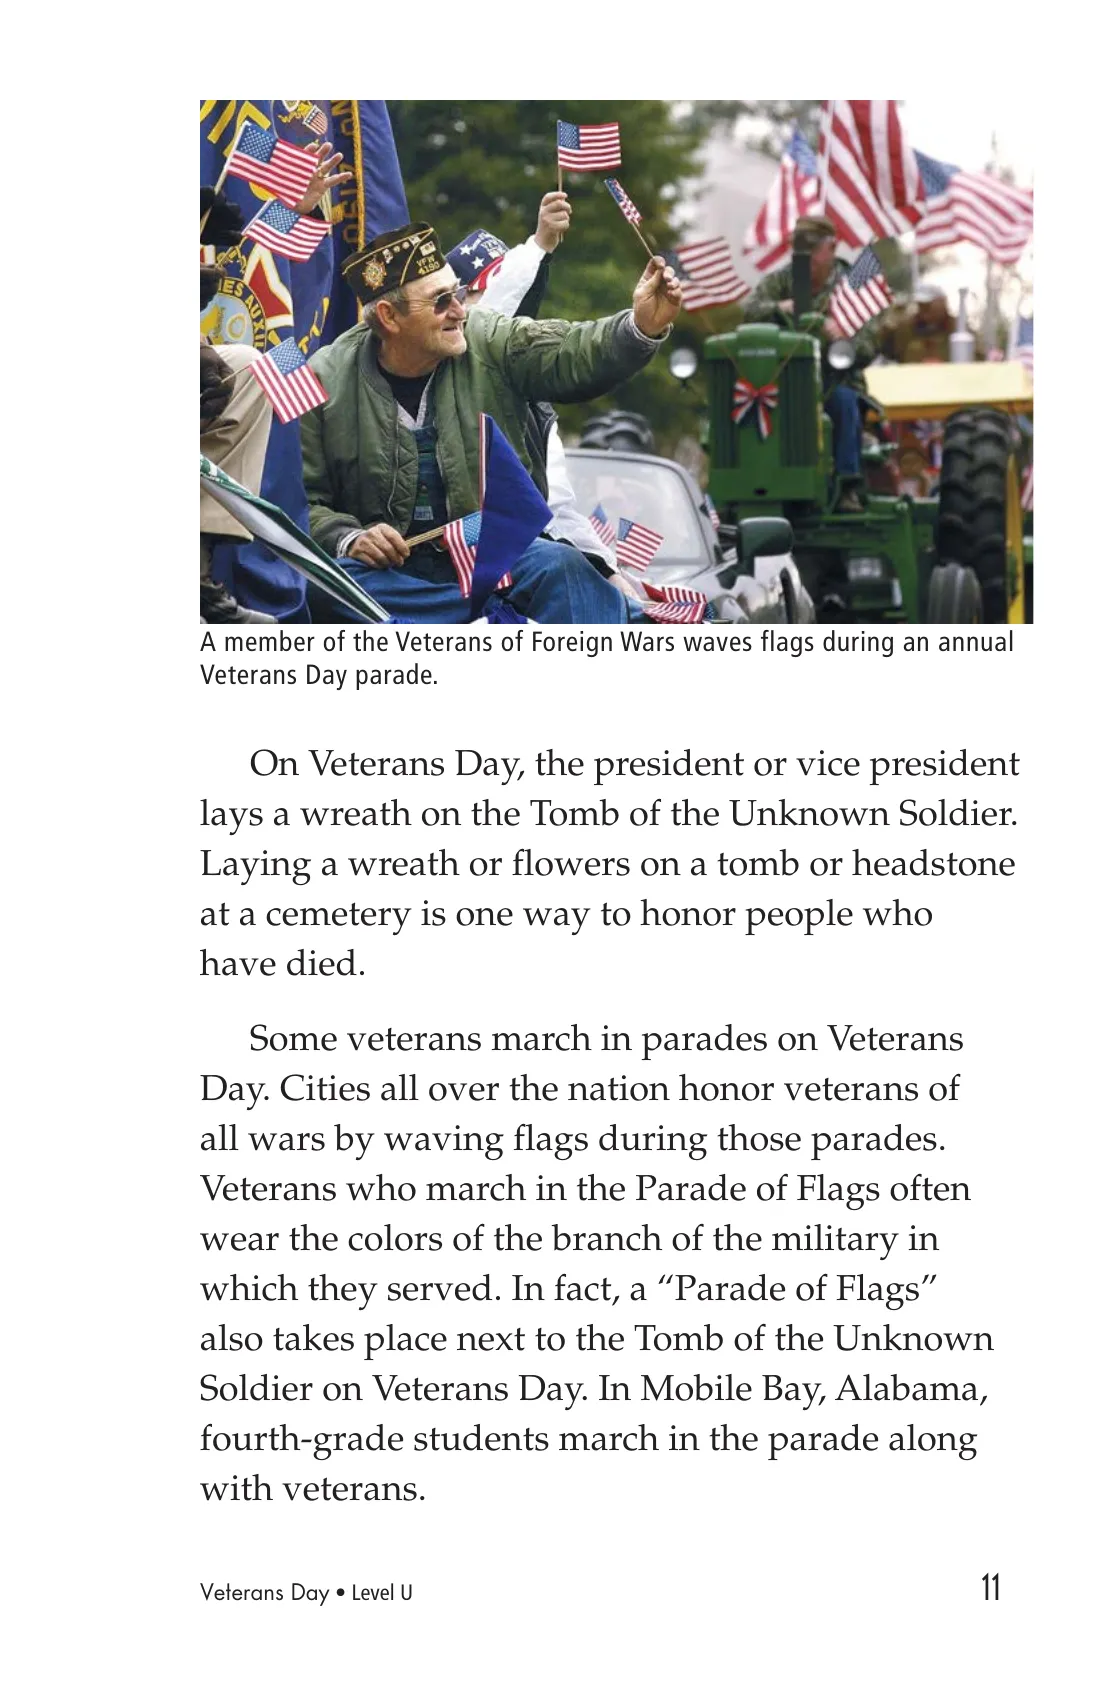 VFW
4190
A member of the Veterans of Foreign Wars waves flags during an annual
Veterans Day parade.
On Veterans Day, the president or vice president
lays a wreath on the Tomb of the Unknown Soldier.
Laying a wreath or flowers on a tomb or headstone
at a cemetery is one way to honor people who
have died.
Some veterans march in parades on Veterans
Day. Cities all over the nation honor veterans of
all wars by waving flags during those parades.
Veterans who march in the Parade of Flags often
wear the colors of the branch of the military in
which they served. In fact, a “Parade of Flags”
also takes place next to the Tomb of the Unknown
Soldier on Veterans Day. In Mobile Bay, Alabama,
fourth-grade students march in the parade along
with veterans.
Veterans Day • Level U
11